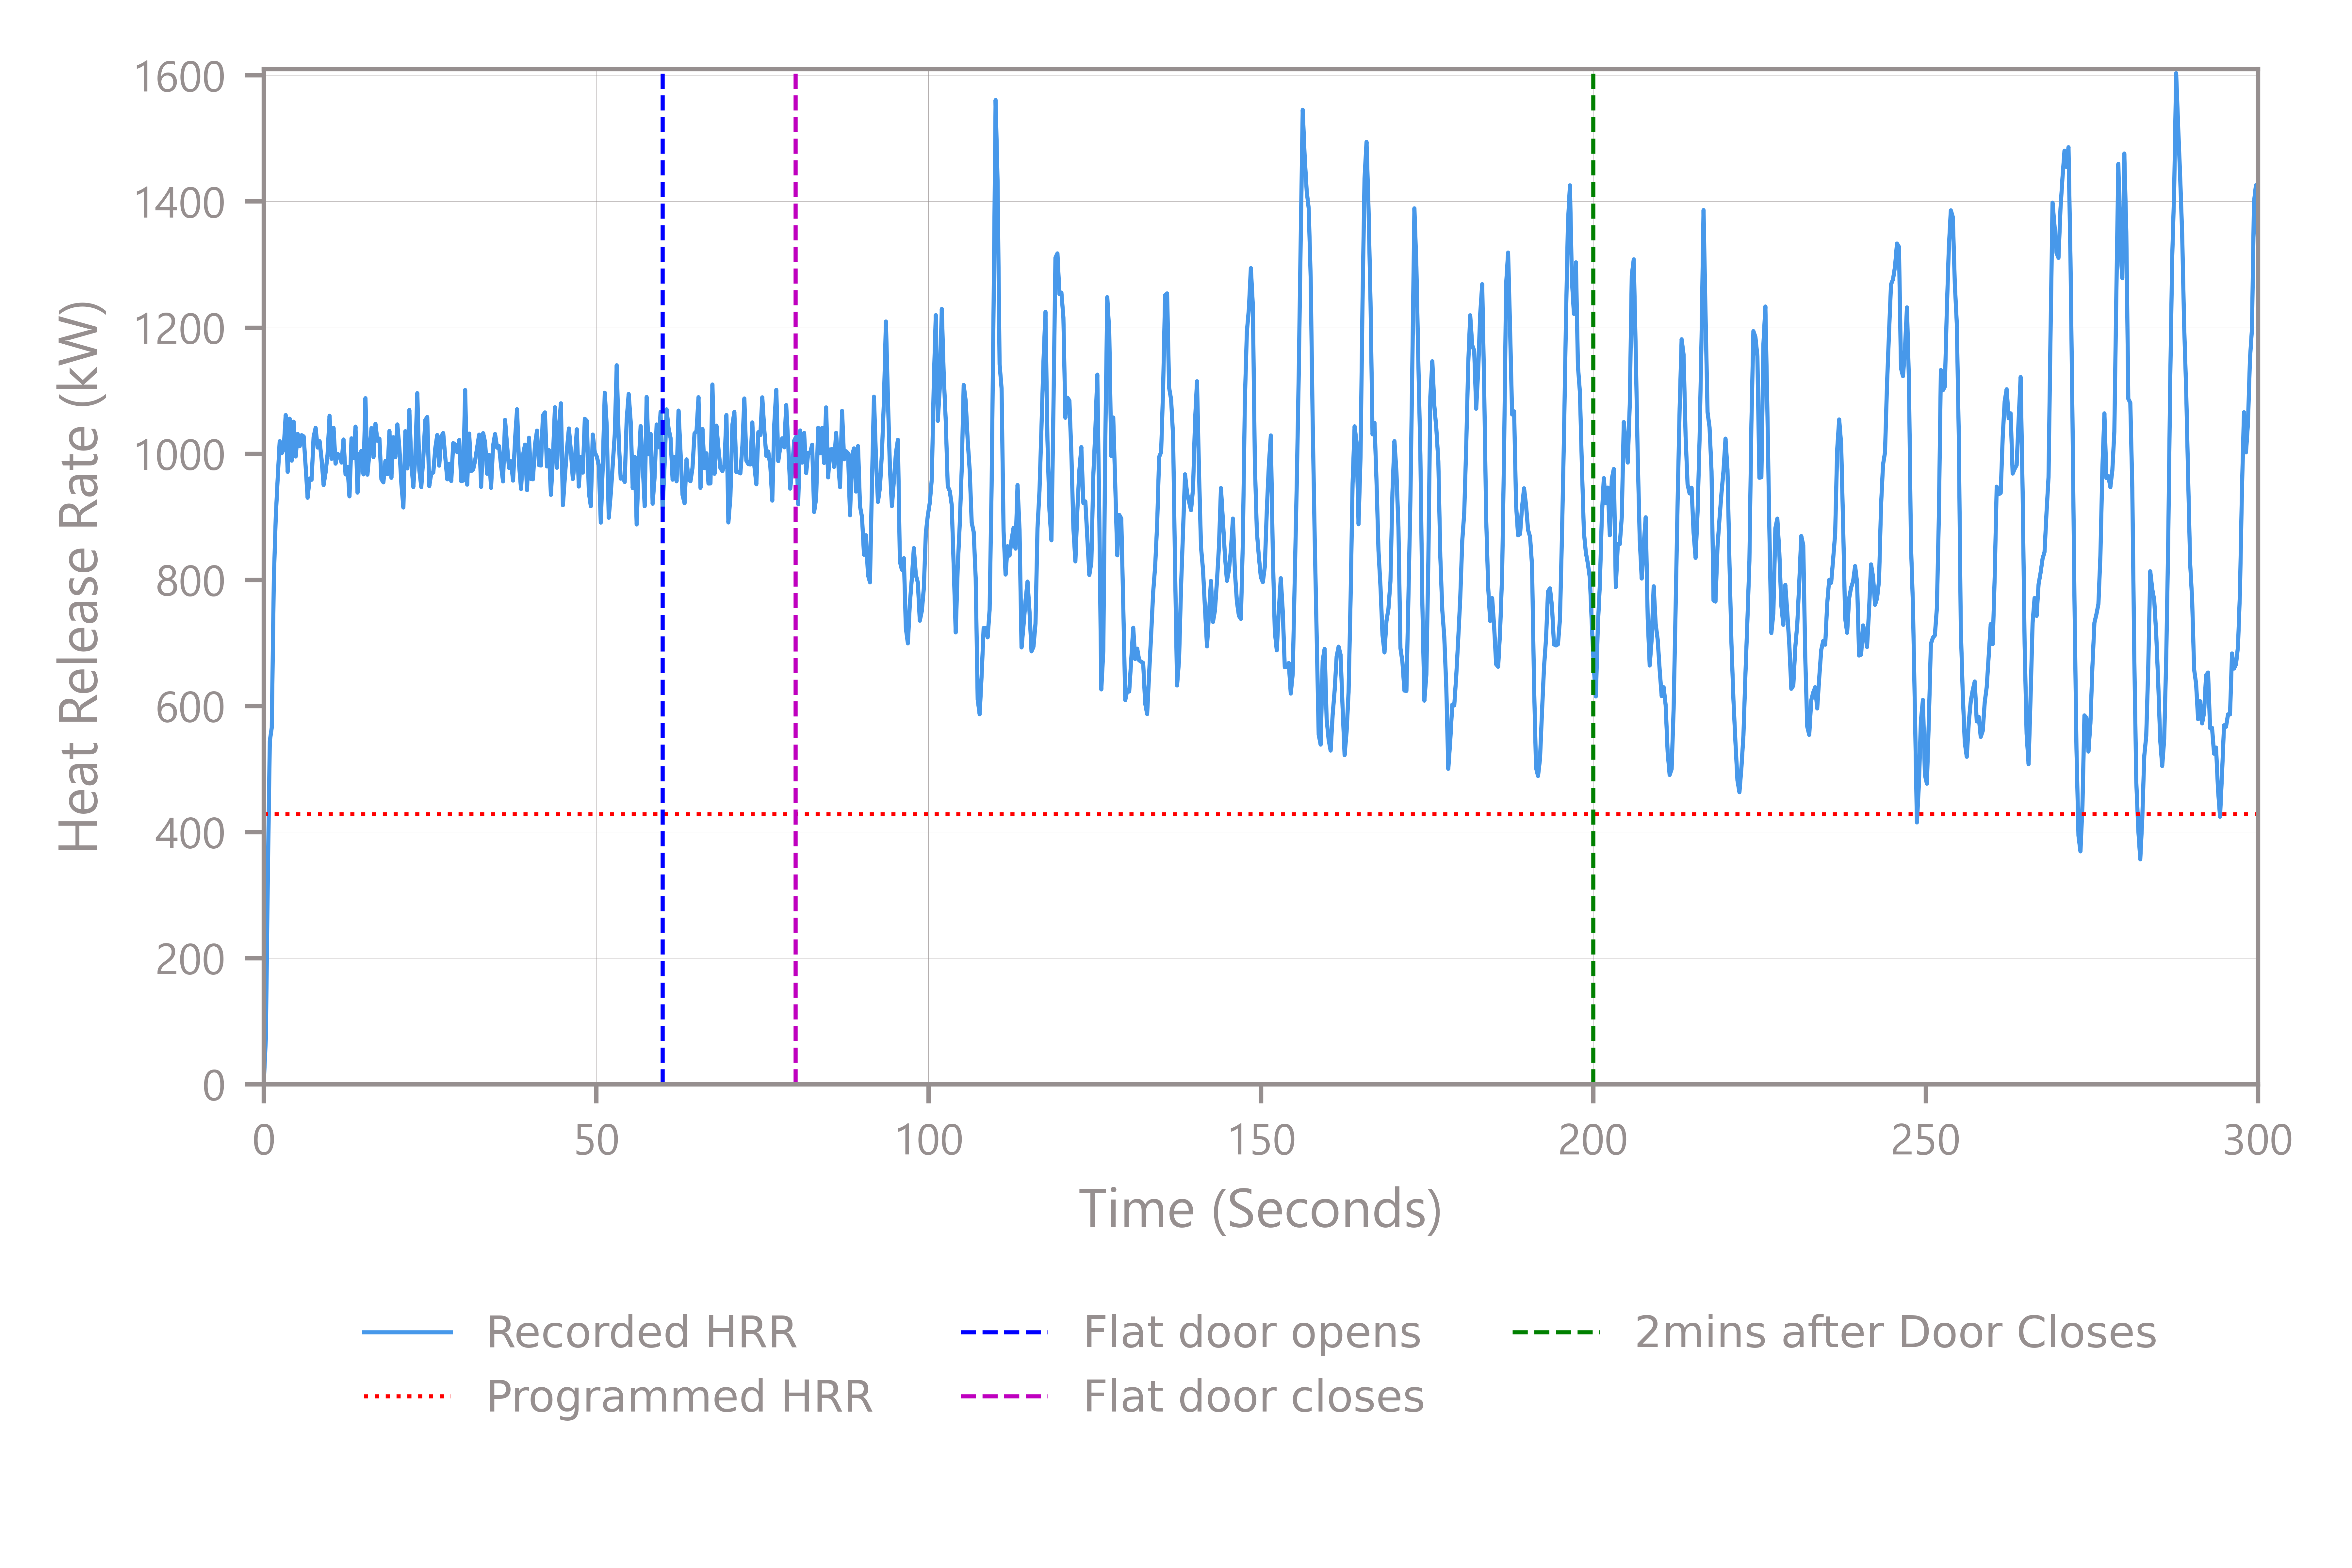 1600
1400
1200
1000
800
600
400
200
0
Heat Release Rate (kW)
0 50 100 150 200 250 300
Time (Seconds)
Recorded HRR Flat door opens 2mins after Door Closes
Programmed HRR Flat door closes